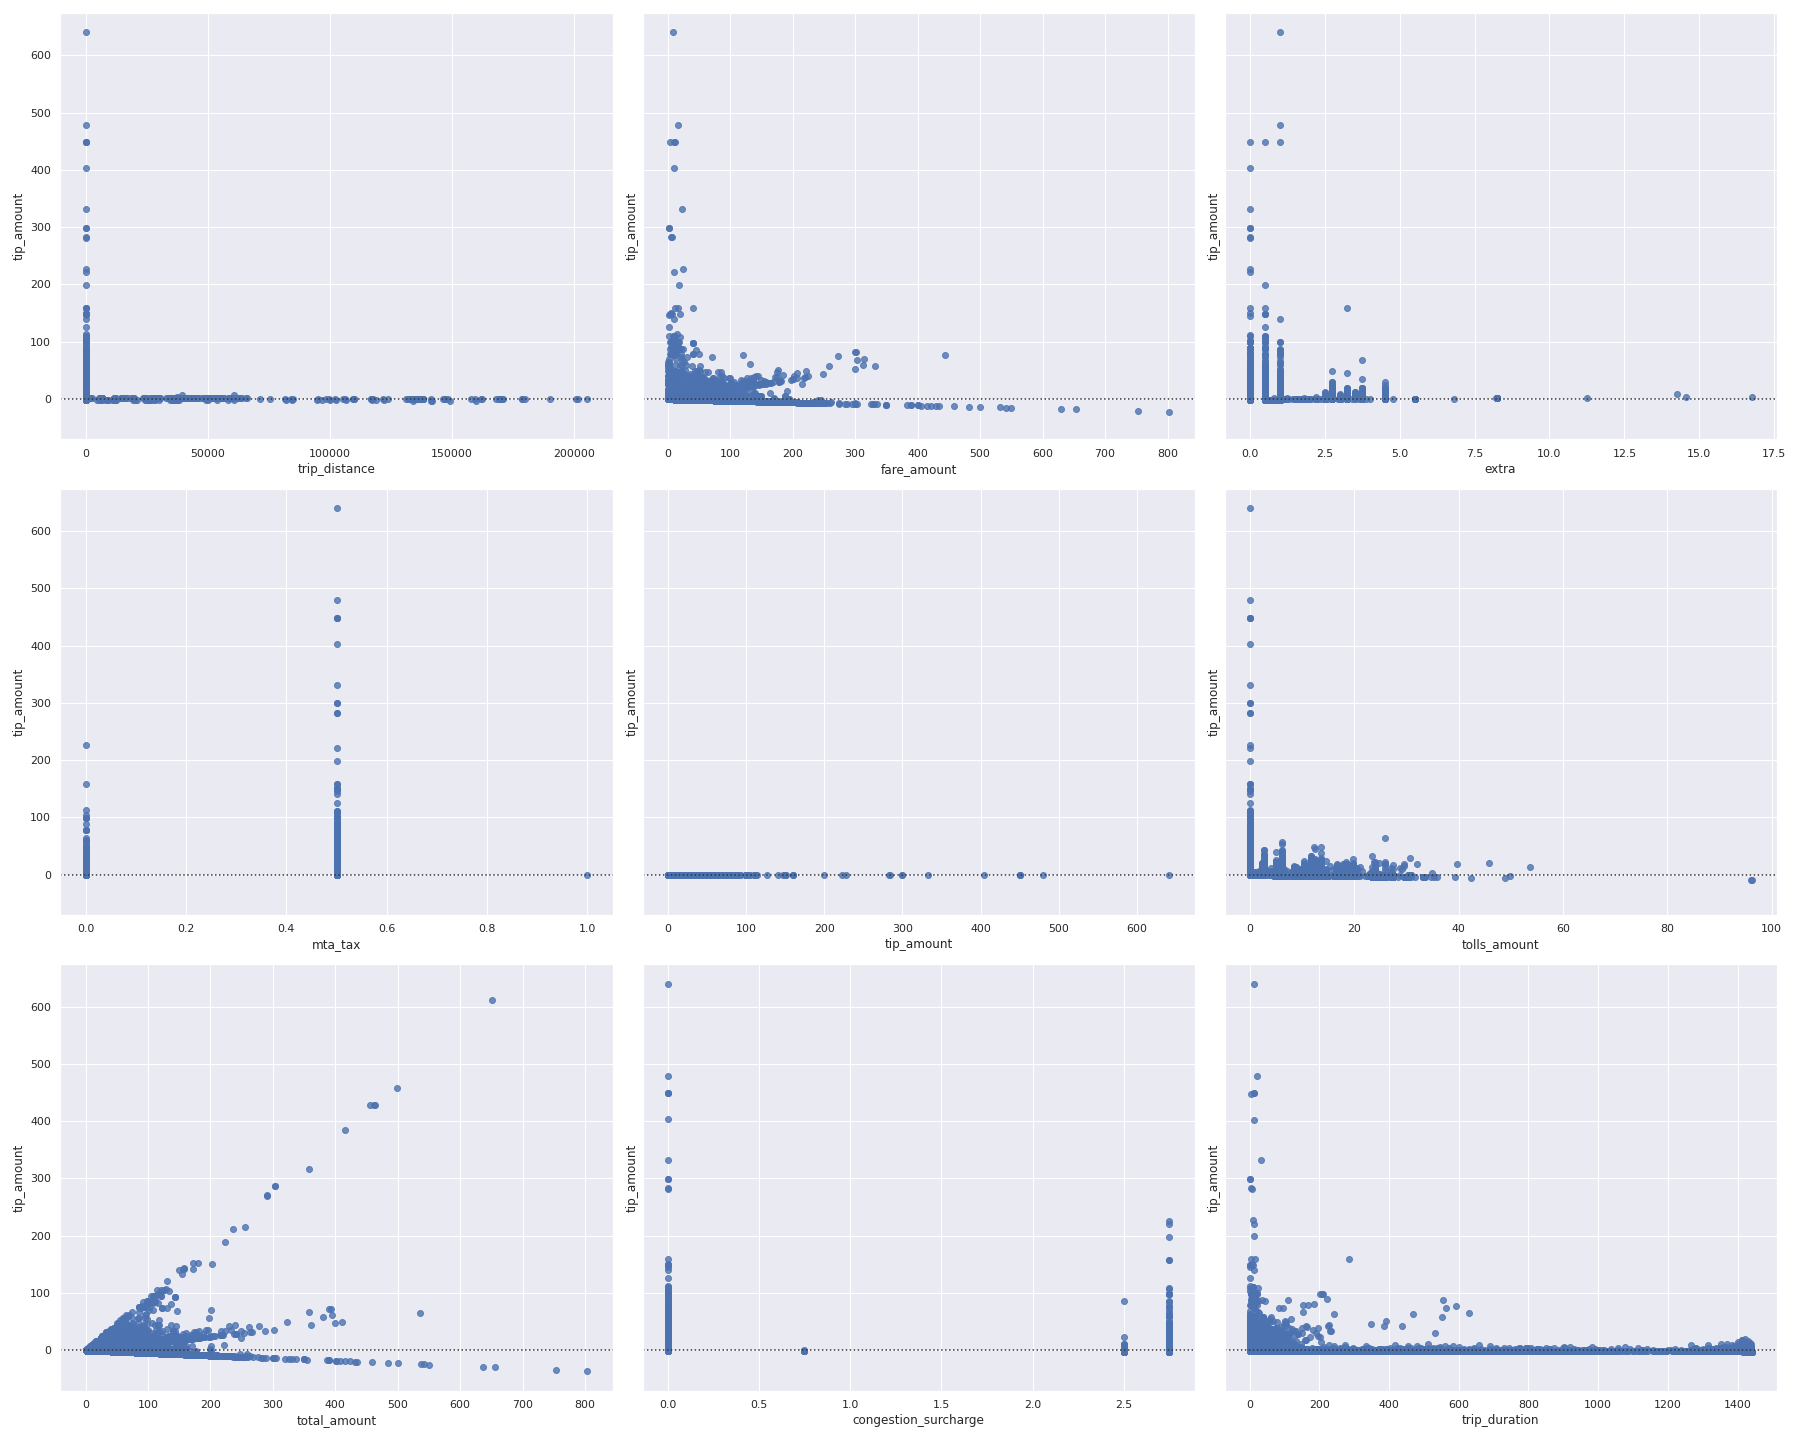 600
500
400
300
200
100
0
tip_amount
0 50000 100000 150000 200000
trip_distance
tip_amount
0 100 200 300 400 500 600 700 800
fare_amount
tip_amount
0.0 2.5 5.0 7.5 10.0 12.5 15.0 17.5
extra
600
500
400
300
200
100
0
tip_amount
0.0 0.2 0.4 0.6 0.8 1.0
mta_tax
tip_amount
0 100 200 300 400 500 600
tip_amount
tip_amount
0 20 40 60 80 100
tolls_amount
600
500
400
300
200
100
0
tip_amount
0 100 200 300 400 500 600 700 800
total_amount
tip_amount
0.0 0.5 1.0 1.5 2.0 2.5
congestion_surcharge
tip_amount
0 200 400 600 800 1000 1200 1400
trip_duration